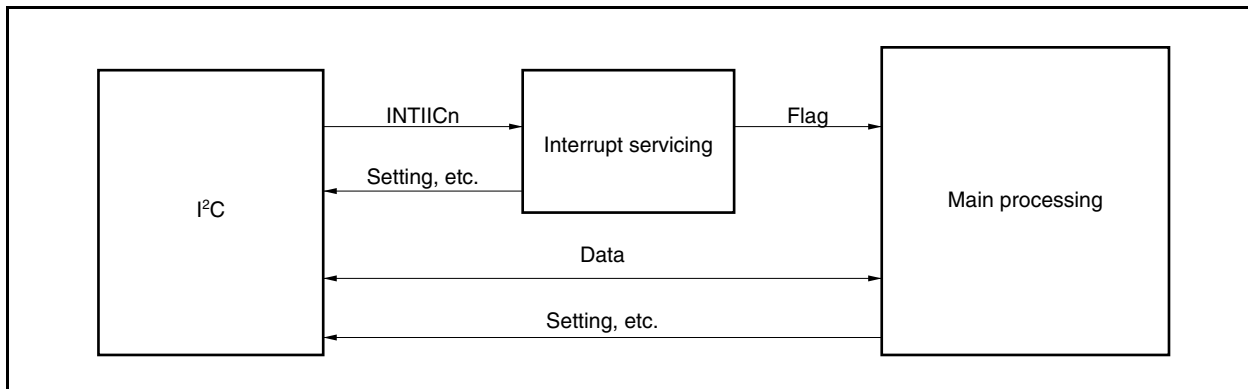 INTIICn
Flag
Interrupt servicing
Setting, etc.
I²C
Main processing
Data
Setting, etc.